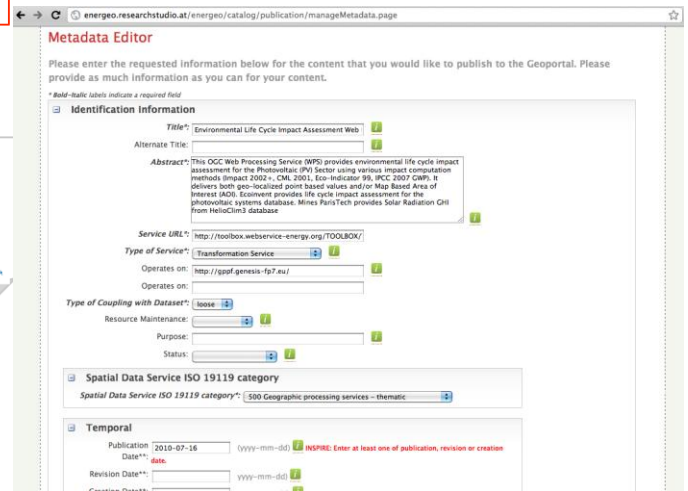 energeo.researchstudio.at/energeo/catalog/publication/manageMetadata.page
Metadata Editor
Please enter the requested information below for the content that you would like to publish to the Geoportal. Please
provide as much information as you can for your content.
* Bold-Italic labels indicate a required field
Identification Information
Title*: Environmental Life Cycle Impact Assessment Web
Alternate Title:
Abstract*: This OGC Web Processing Service (WPS) provides environmental life cycle impact
assessment for the Photovoltaic (PV) Sector using various impact computation
methods (Impact 2002+, CML 2001, Eco-Indicator 99, IPCC 2007 GWP). It
delivers both geo-localized point based values and/or Map Based Area of
Interest (AOI). Ecoinvent provides life cycle impact assessment for the
photovoltaic systems database. Mines ParisTech provides Solar Radiation GHI
from HelioClim3 database
Service URL*: http://toolbox.webservice-energy.org/TOOLBOX/
Type of Service*: Transformation Service
Operates on: http://gppf.genesis-fp7.eu/
Operates on:
Type of Coupling with Dataset*: loose
Resource Maintenance:
Purpose:
Status:
Spatial Data Service ISO 19119 category
Spatial Data Service ISO 19119 category*: 500 Geographic processing services - thematic
Temporal
Publication Date**: 2010-07-16 (yyyy-mm-dd) INSPIRE: Enter at least one of publication, revision or creation
date.
Revision Date**: yyyy-mm-dd)
Creation Date**: